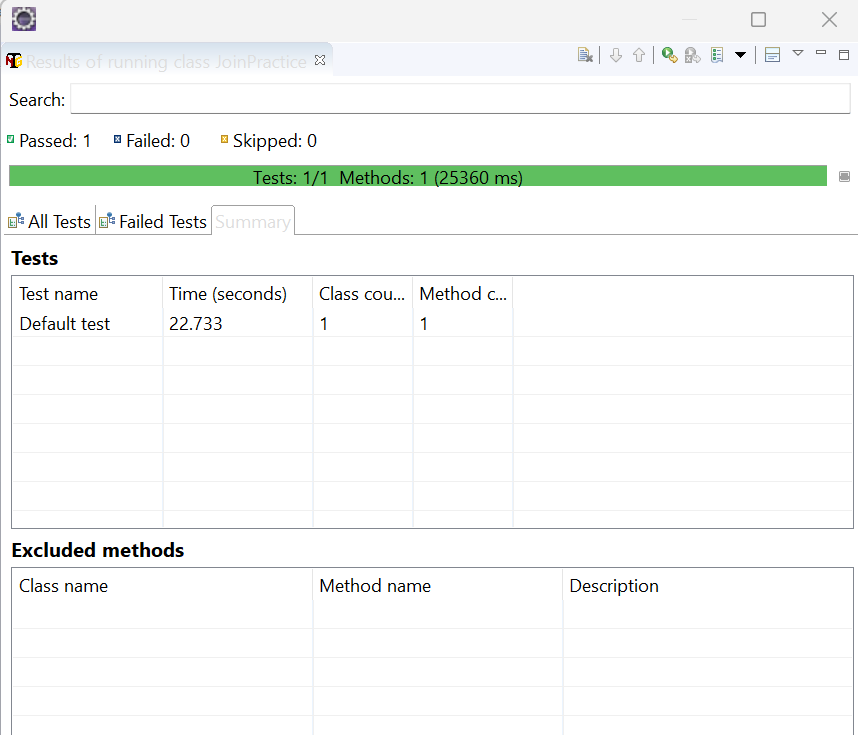 Results of running class JoinPractice
Search:
Passed: 1 Failed: 0 Skipped: 0
Tests: 1/1 Methods: 1 (25360 ms)
All Tests Failed Tests Summary
Tests
Test name Time (seconds) Class cou... Method c...
Default test 22.733 1 1
Excluded methods
Class name Method name Description